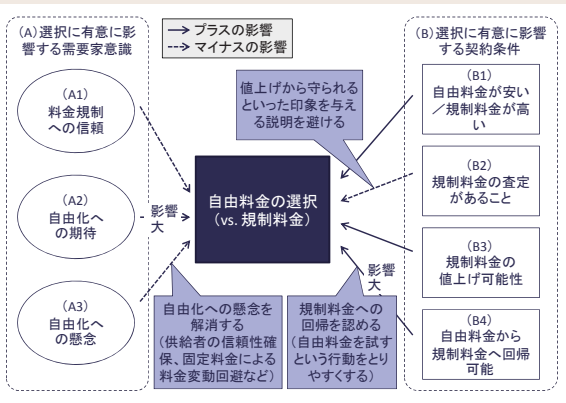 (A)選択に有意に影
響する需要家意識
プラスの影響
マイナスの影響
(B)選択に有意に影響
する契約条件
(A1)
料金規制
への信頼
(A2)
自由化へ
の期待
(A3)
自由化へ
の懸念
値上げから守られる
といった印象を与え
る説明を避ける
影響
大
自由料金の選択
(vs. 規制料金)
影響
大
自由化への懸念を
解消する
(供給者の信頼性確
保、固定料金による
料金変動回避など)
規制料金への
回帰を認める
(自由料金を試す
という行動をとり
やすくする)
(B1)
自由料金が安い
/規制料金が高
い
(B2)
規制料金の査定
があること
(B3)
規制料金の
値上げ可能性
(B4)
自由料金から
規制料金へ回帰
可能